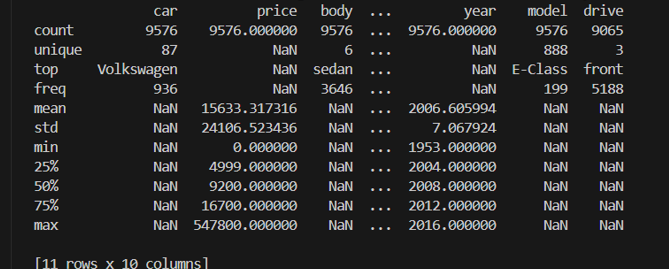 car price body ... year model drive
count 9576 9576.000000 9576 ... 9576.000000 9576 9065
unique 87 NaN 6 ... NaN 888 3
top Volkswagen NaN sedan ... NaN E-Class front
freq 936 NaN 3646 ... NaN 199 5188
mean NaN 15633.317316 NaN ... 2006.605994 NaN NaN
std NaN 24106.523436 NaN ... 7.067924 NaN NaN
min NaN 0.000000 NaN ... 1953.000000 NaN NaN
25% NaN 4999.000000 NaN ... 2004.000000 NaN NaN
50% NaN 9200.000000 NaN ... 2008.000000 NaN NaN
75% NaN 16700.000000 NaN ... 2012.000000 NaN NaN
max NaN 547800.000000 NaN ... 2016.000000 NaN NaN
[11 rows x 10 columns]